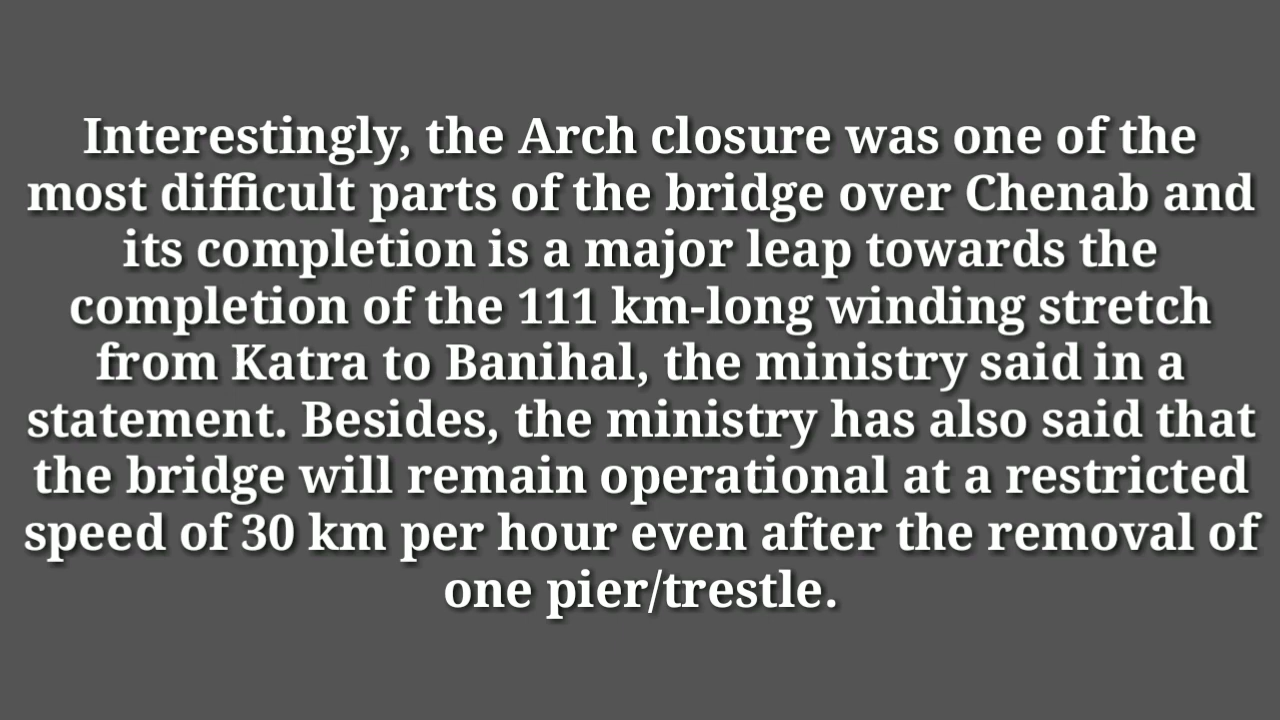 Interestingly, the Arch closure was one of the
most difficult parts of the bridge over Chenab and
its completion is a major leap towards the
completion of the 111 km-long winding stretch
from Katra to Banihal, the ministry said in a
statement. Besides, the ministry has also said that
the bridge will remain operational at a restricted
speed of 30 km per hour even after the removal of
one pier/trestle.